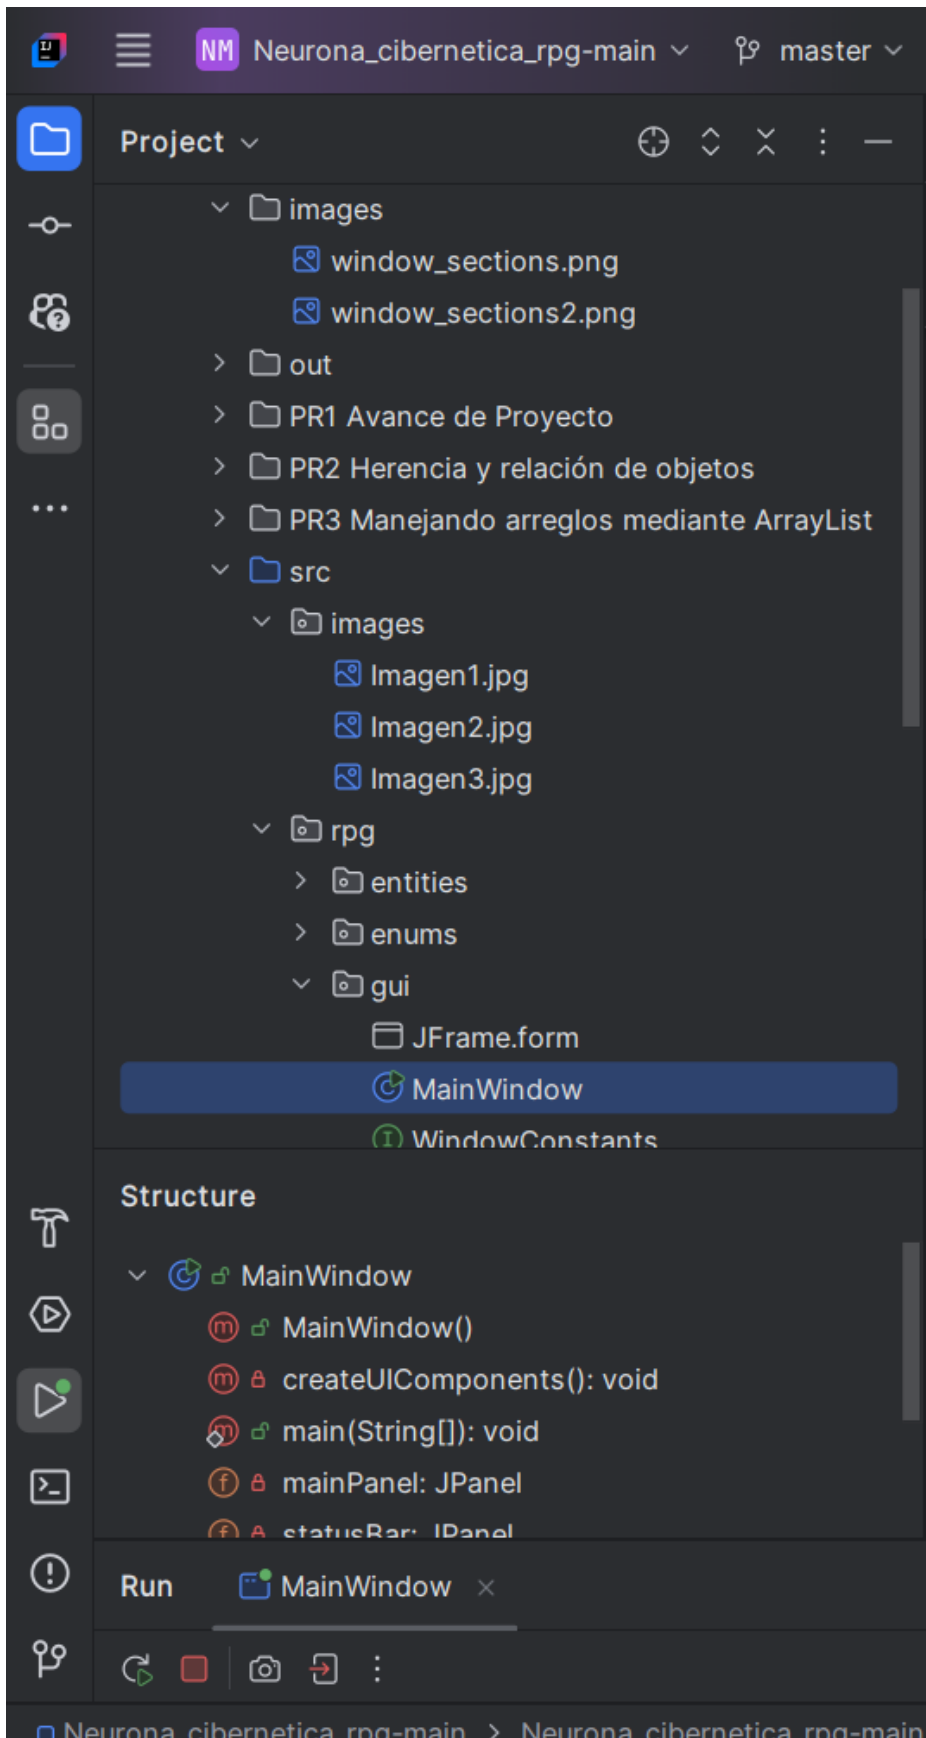 NM Neurona_cibernetica_rpg-main master
Project
images
window_sections.png
window_sections2.png
out
PR1 Avance de Proyecto
PR2 Herencia y relación de objetos
PR3 Manejando arreglos mediante ArrayList
src
images
Imagen1.jpg
Imagen2.jpg
Imagen3.jpg
rpg
entities
enums
gui
JFrame.form
MainWindow
WindowConstants
Structure
MainWindow
MainWindow()
createUIComponents(): void
main(String[]): void
mainPanel: JPanel
statusBar: JPanel
Run MainWindow
Neurona_cibernetica_rpg-main > Neurona_cibernetica_rpg-main